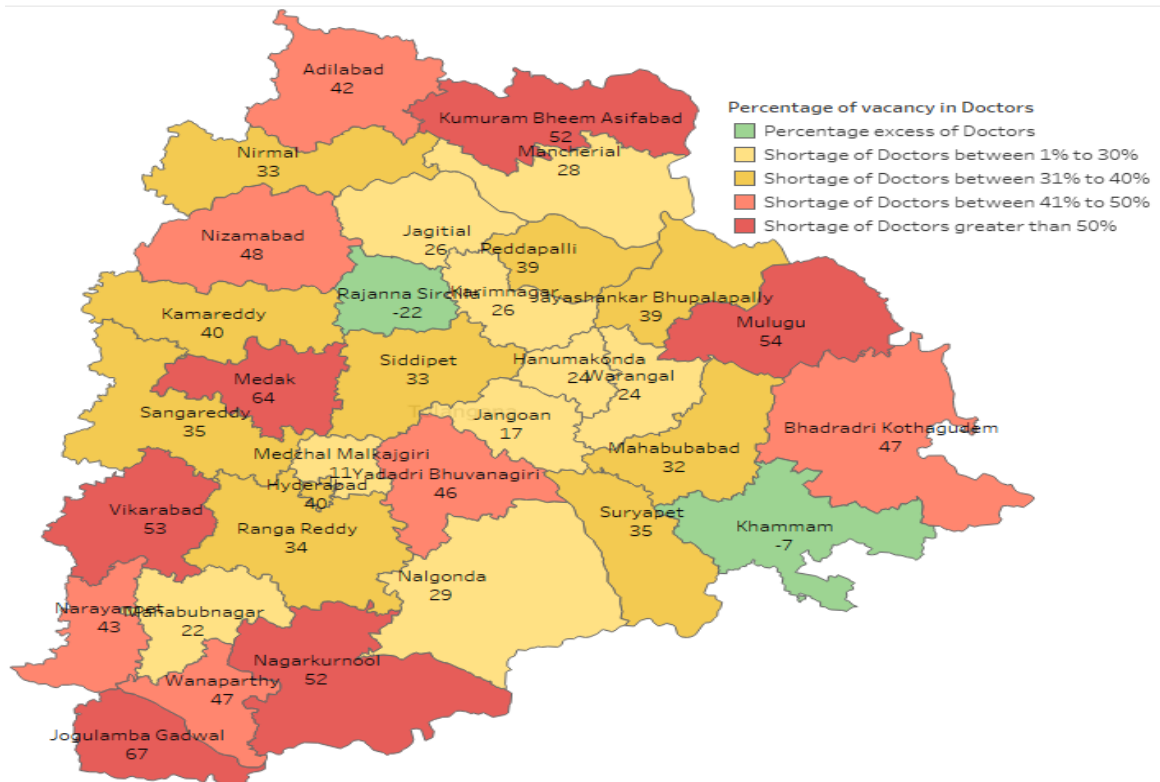 Adilabad
42
Kumuram Bheem Asifabad
52
Percentage of vacancy in Doctors
Percentage excess of Doctors
Shortage of Doctors between 1% to 30%
Shortage of Doctors between 31% to 40%
Shortage of Doctors between 41% to 50%
Shortage of Doctors greater than 50%
Nirmal
33
Mancherial
28
Nizamabad
48
Jagitial
26
Peddapalli
39
Rajanna Sircilla
-22
Karimnagar
26
Jayashankar Bhupalapally
39
Kamareddy
40
Mulugu
54
Medak
64
Siddipet
33
Hanumakonda
24
Warangal
24
Sangareddy
35
Jangoan
17
Mahabubabad
32
Bhadradri Kothagudem
47
Medchal Malkajgiri
11
Yadadri Bhuvanagiri
46
Hyderabad
40
Vikarabad
53
Ranga Reddy
34
Suryapet
35
Khammam
-7
Nalgonda
29
Narayanpet
43
Mahabubnagar
22
Nagarkurnool
52
Wanaparthy
47
Jogulamba Gadwal
67